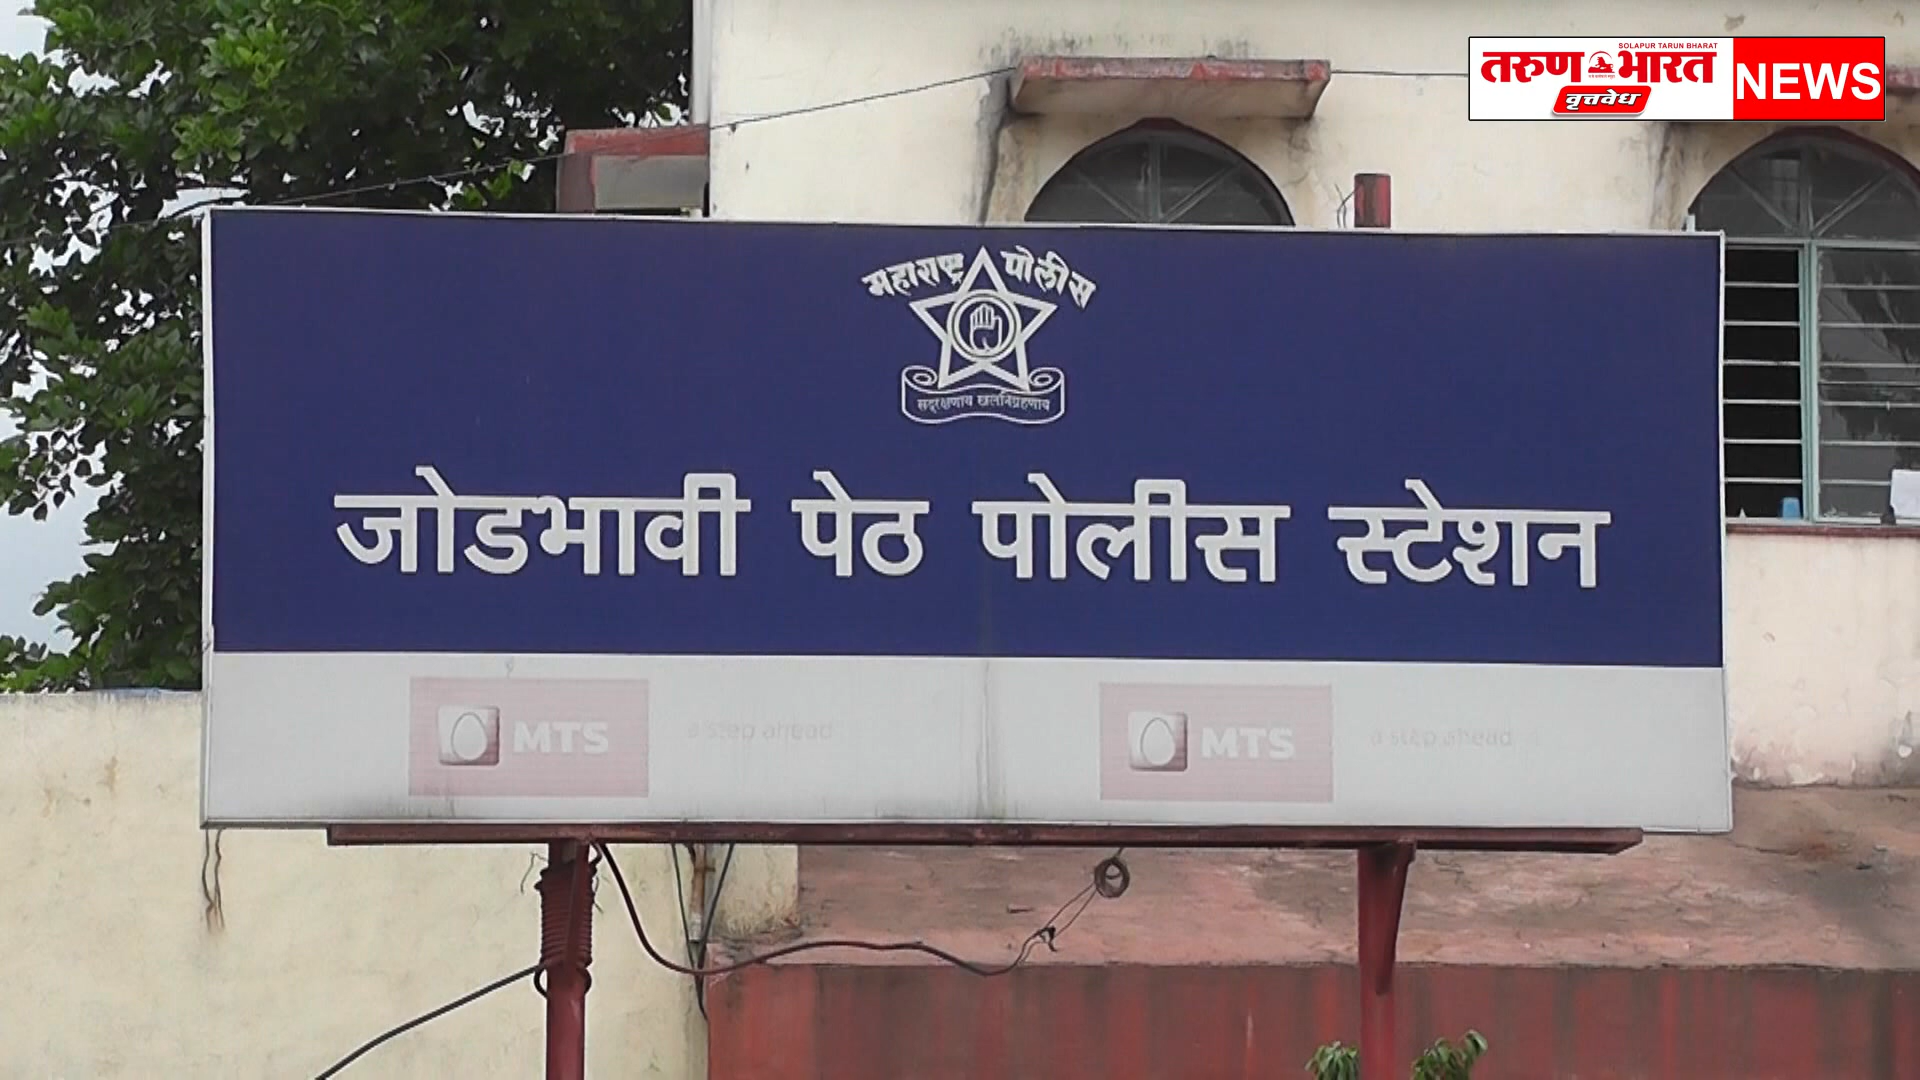 SOLAPUR TARUN BHARAT
तरुण भारत NEWS
वृत्तवेध
महाराष्ट्र पोलीस
सद्रक्षणाय खलनिग्रहणाय
जोडभावी पेठ पोलीस स्टेशन
MTS a step ahead MTS a step ahead